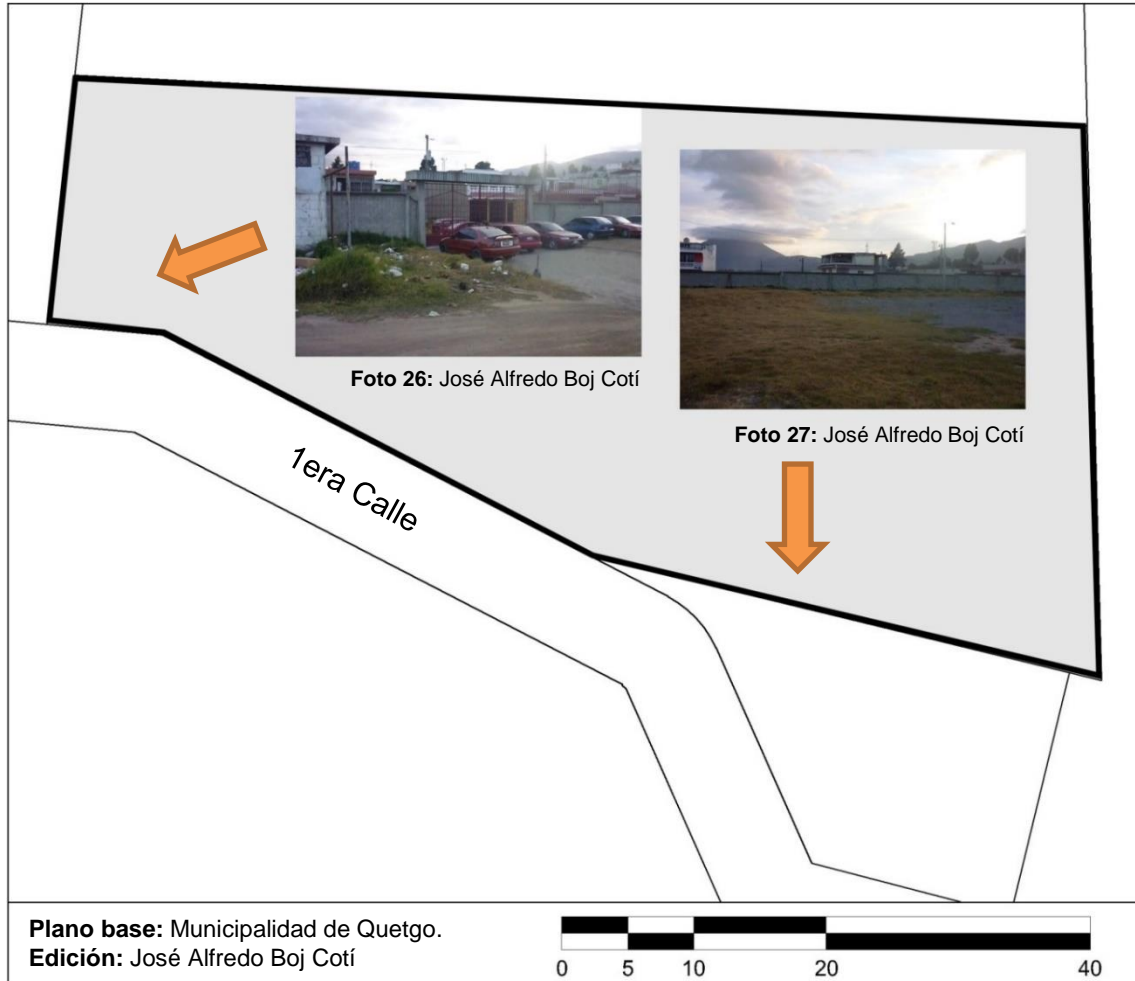 Foto 26: José Alfredo Boj Cotí
Foto 27: José Alfredo Boj Cotí
1era Calle
Plano base: Municipalidad de Quetgo.
Edición: José Alfredo Boj Cotí
0 5 10 20 40